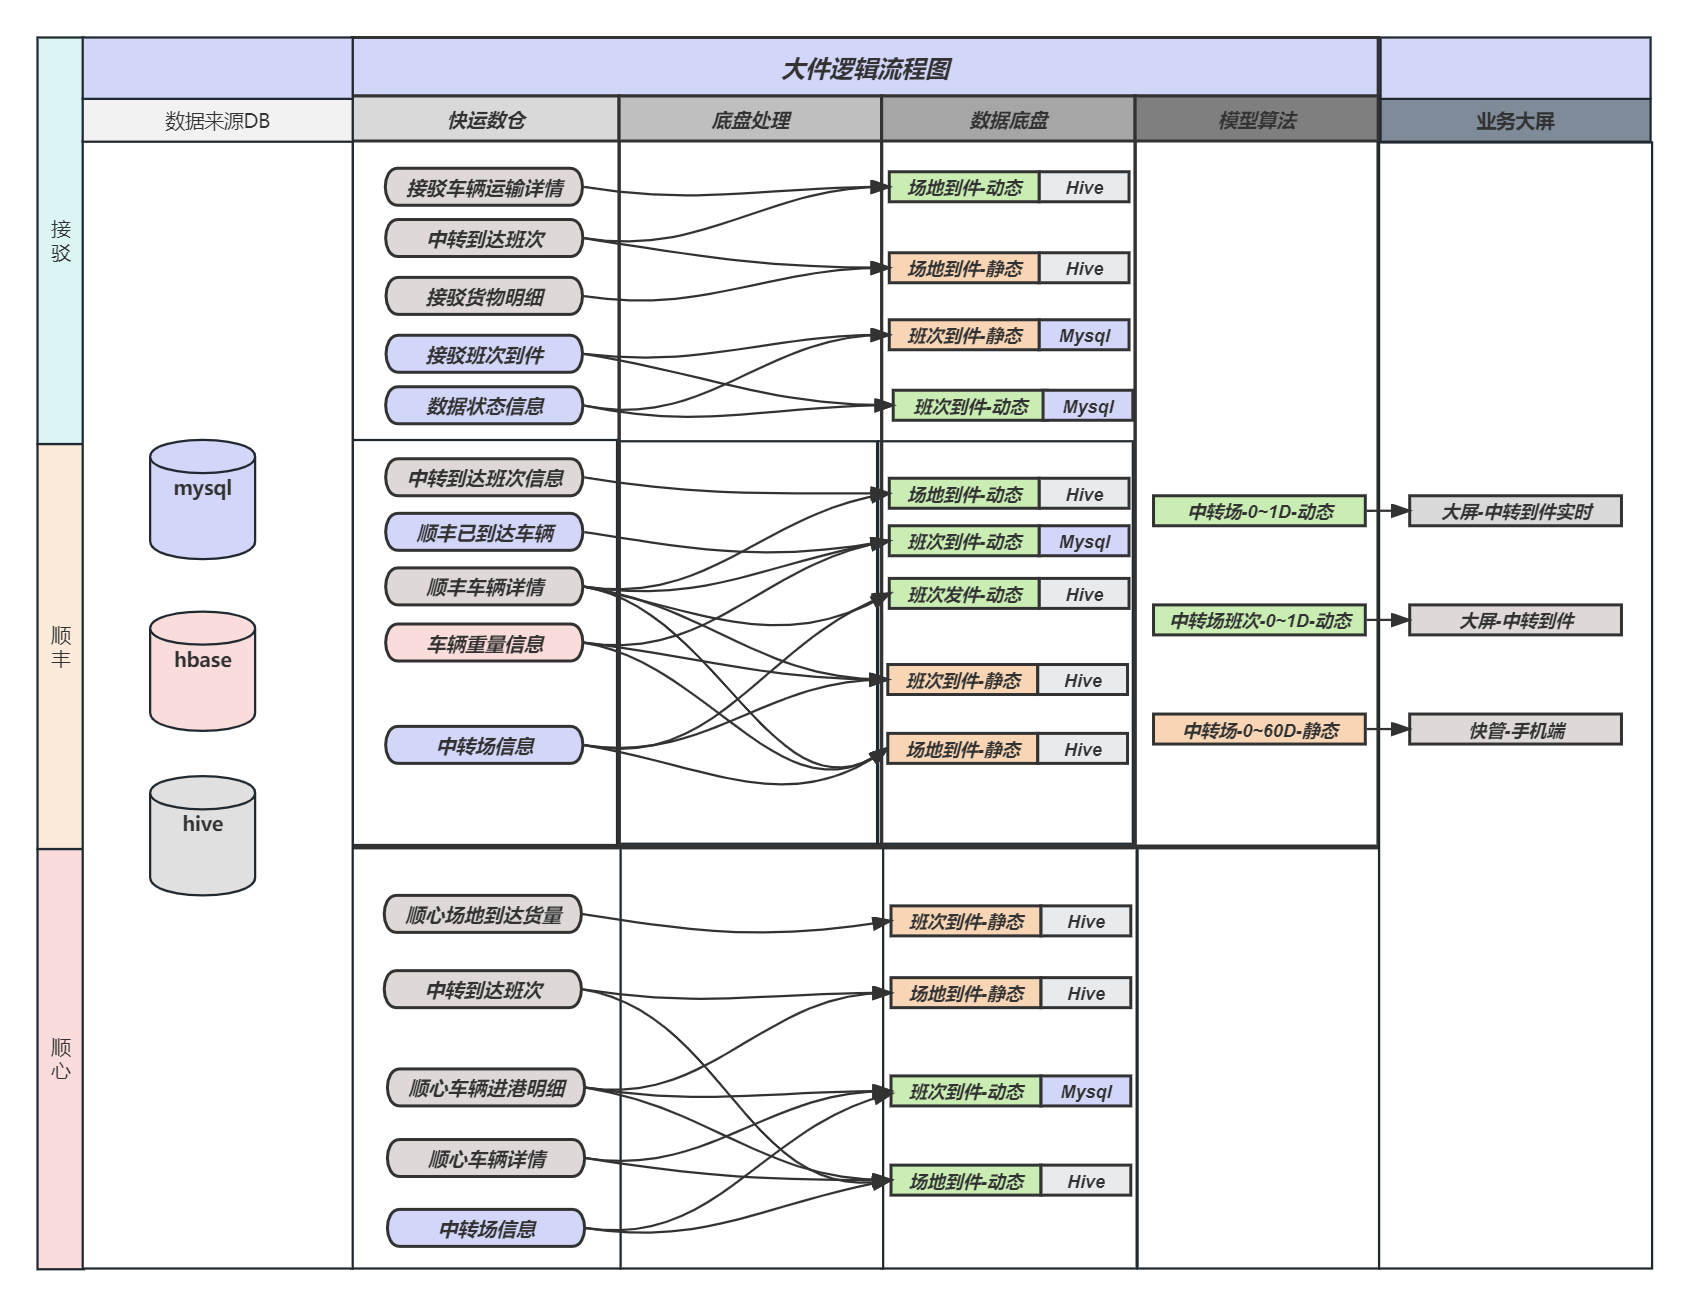 大件逻辑流程图
数据来源DB
快运数仓
底盘处理
数据底盘
模型算法
业务大屏
接驳
接驳车辆运输详情
中转到达班次
接驳货物明细
接驳班次到件
数据状态信息
场地到件-动态
Hive
场地到件-静态
Hive
班次到件-静态
Mysql
班次到件-动态
Mysql
mysql
hbase
hive
顺丰
中转到达班次信息
顺丰已到达车辆
顺丰车辆详情
车辆重量信息
中转场信息
场地到件-动态
Hive
班次到件-动态
Mysql
班次发件-动态
Hive
班次到件-静态
Hive
场地到件-静态
Hive
中转场-0~1D-动态
大屏-中转到件实时
中转场班次-0~1D-动态
大屏-中转到件
中转场-0~60D-静态
快管-手机端
顺心
顺心场地到达货量
中转到达班次
顺心车辆进港明细
顺心车辆详情
中转场信息
班次到件-静态
Hive
场地到件-静态
Hive
班次到件-动态
Mysql
场地到件-动态
Hive